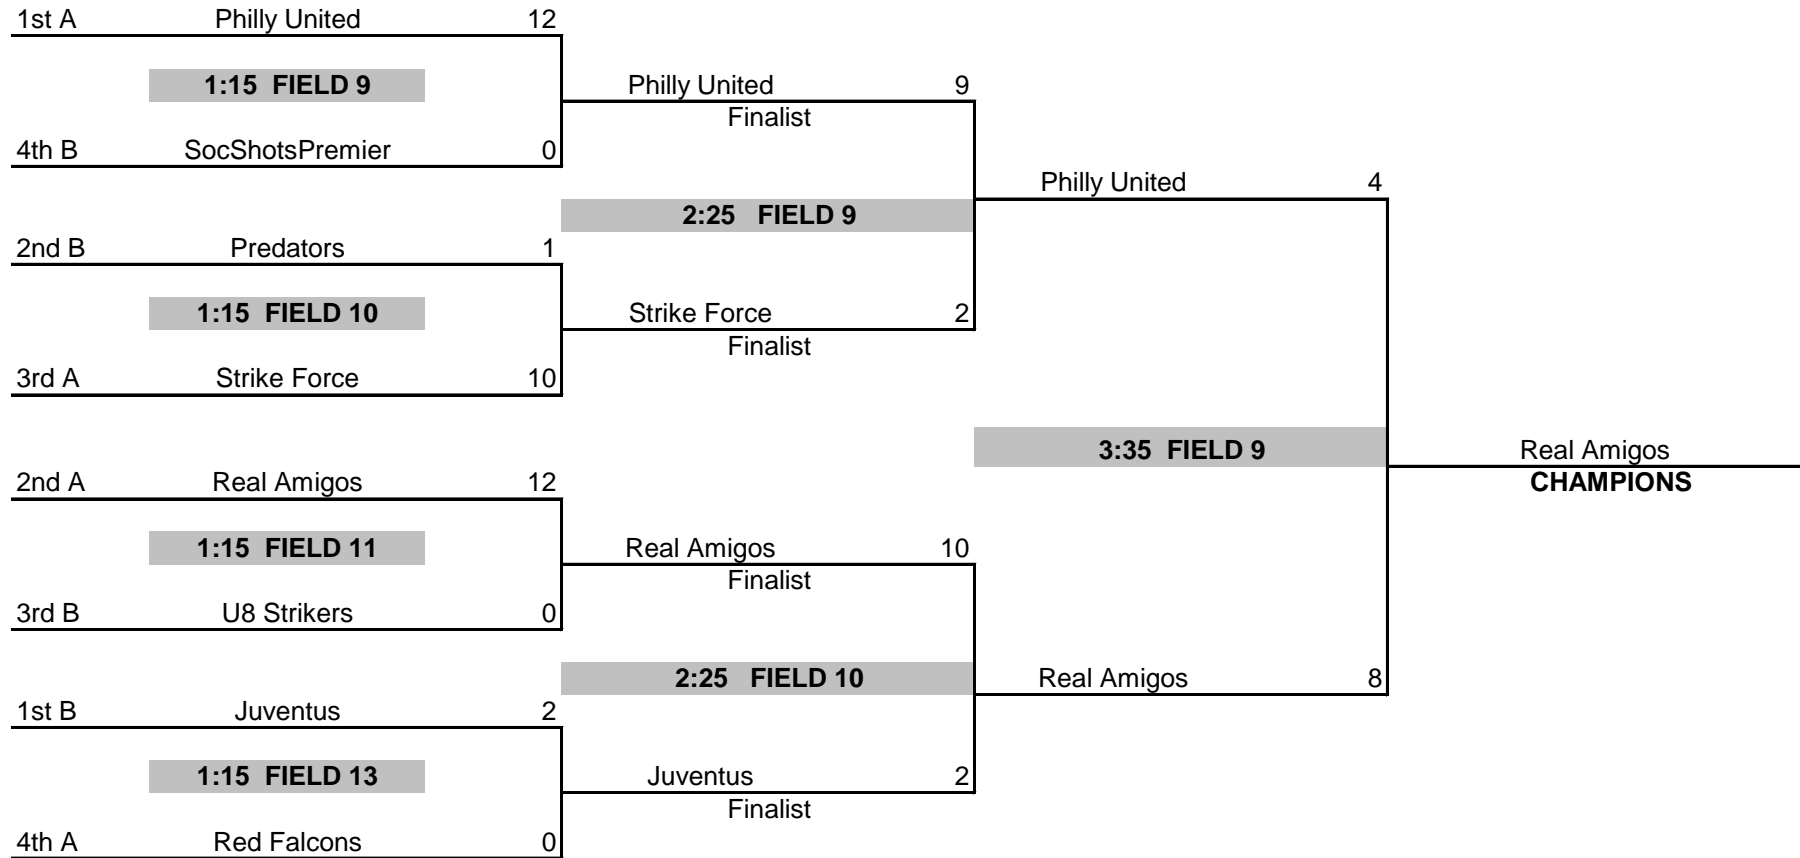 1st A Philly United 12
1:15 FIELD 9
Philly United 9
Finalist
4th B SocShotsPremier 0
Philly United 4
2:25 FIELD 9
2nd B Predators 1
1:15 FIELD 10
Strike Force 2
Finalist
3rd A Strike Force 10
3:35 FIELD 9
Real Amigos
CHAMPIONS
2nd A Real Amigos 12
1:15 FIELD 11
Real Amigos 10
Finalist
3rd B U8 Strikers 0
2:25 FIELD 10
Real Amigos 8
1st B Juventus 2
1:15 FIELD 13
Juventus 2
Finalist
4th A Red Falcons 0